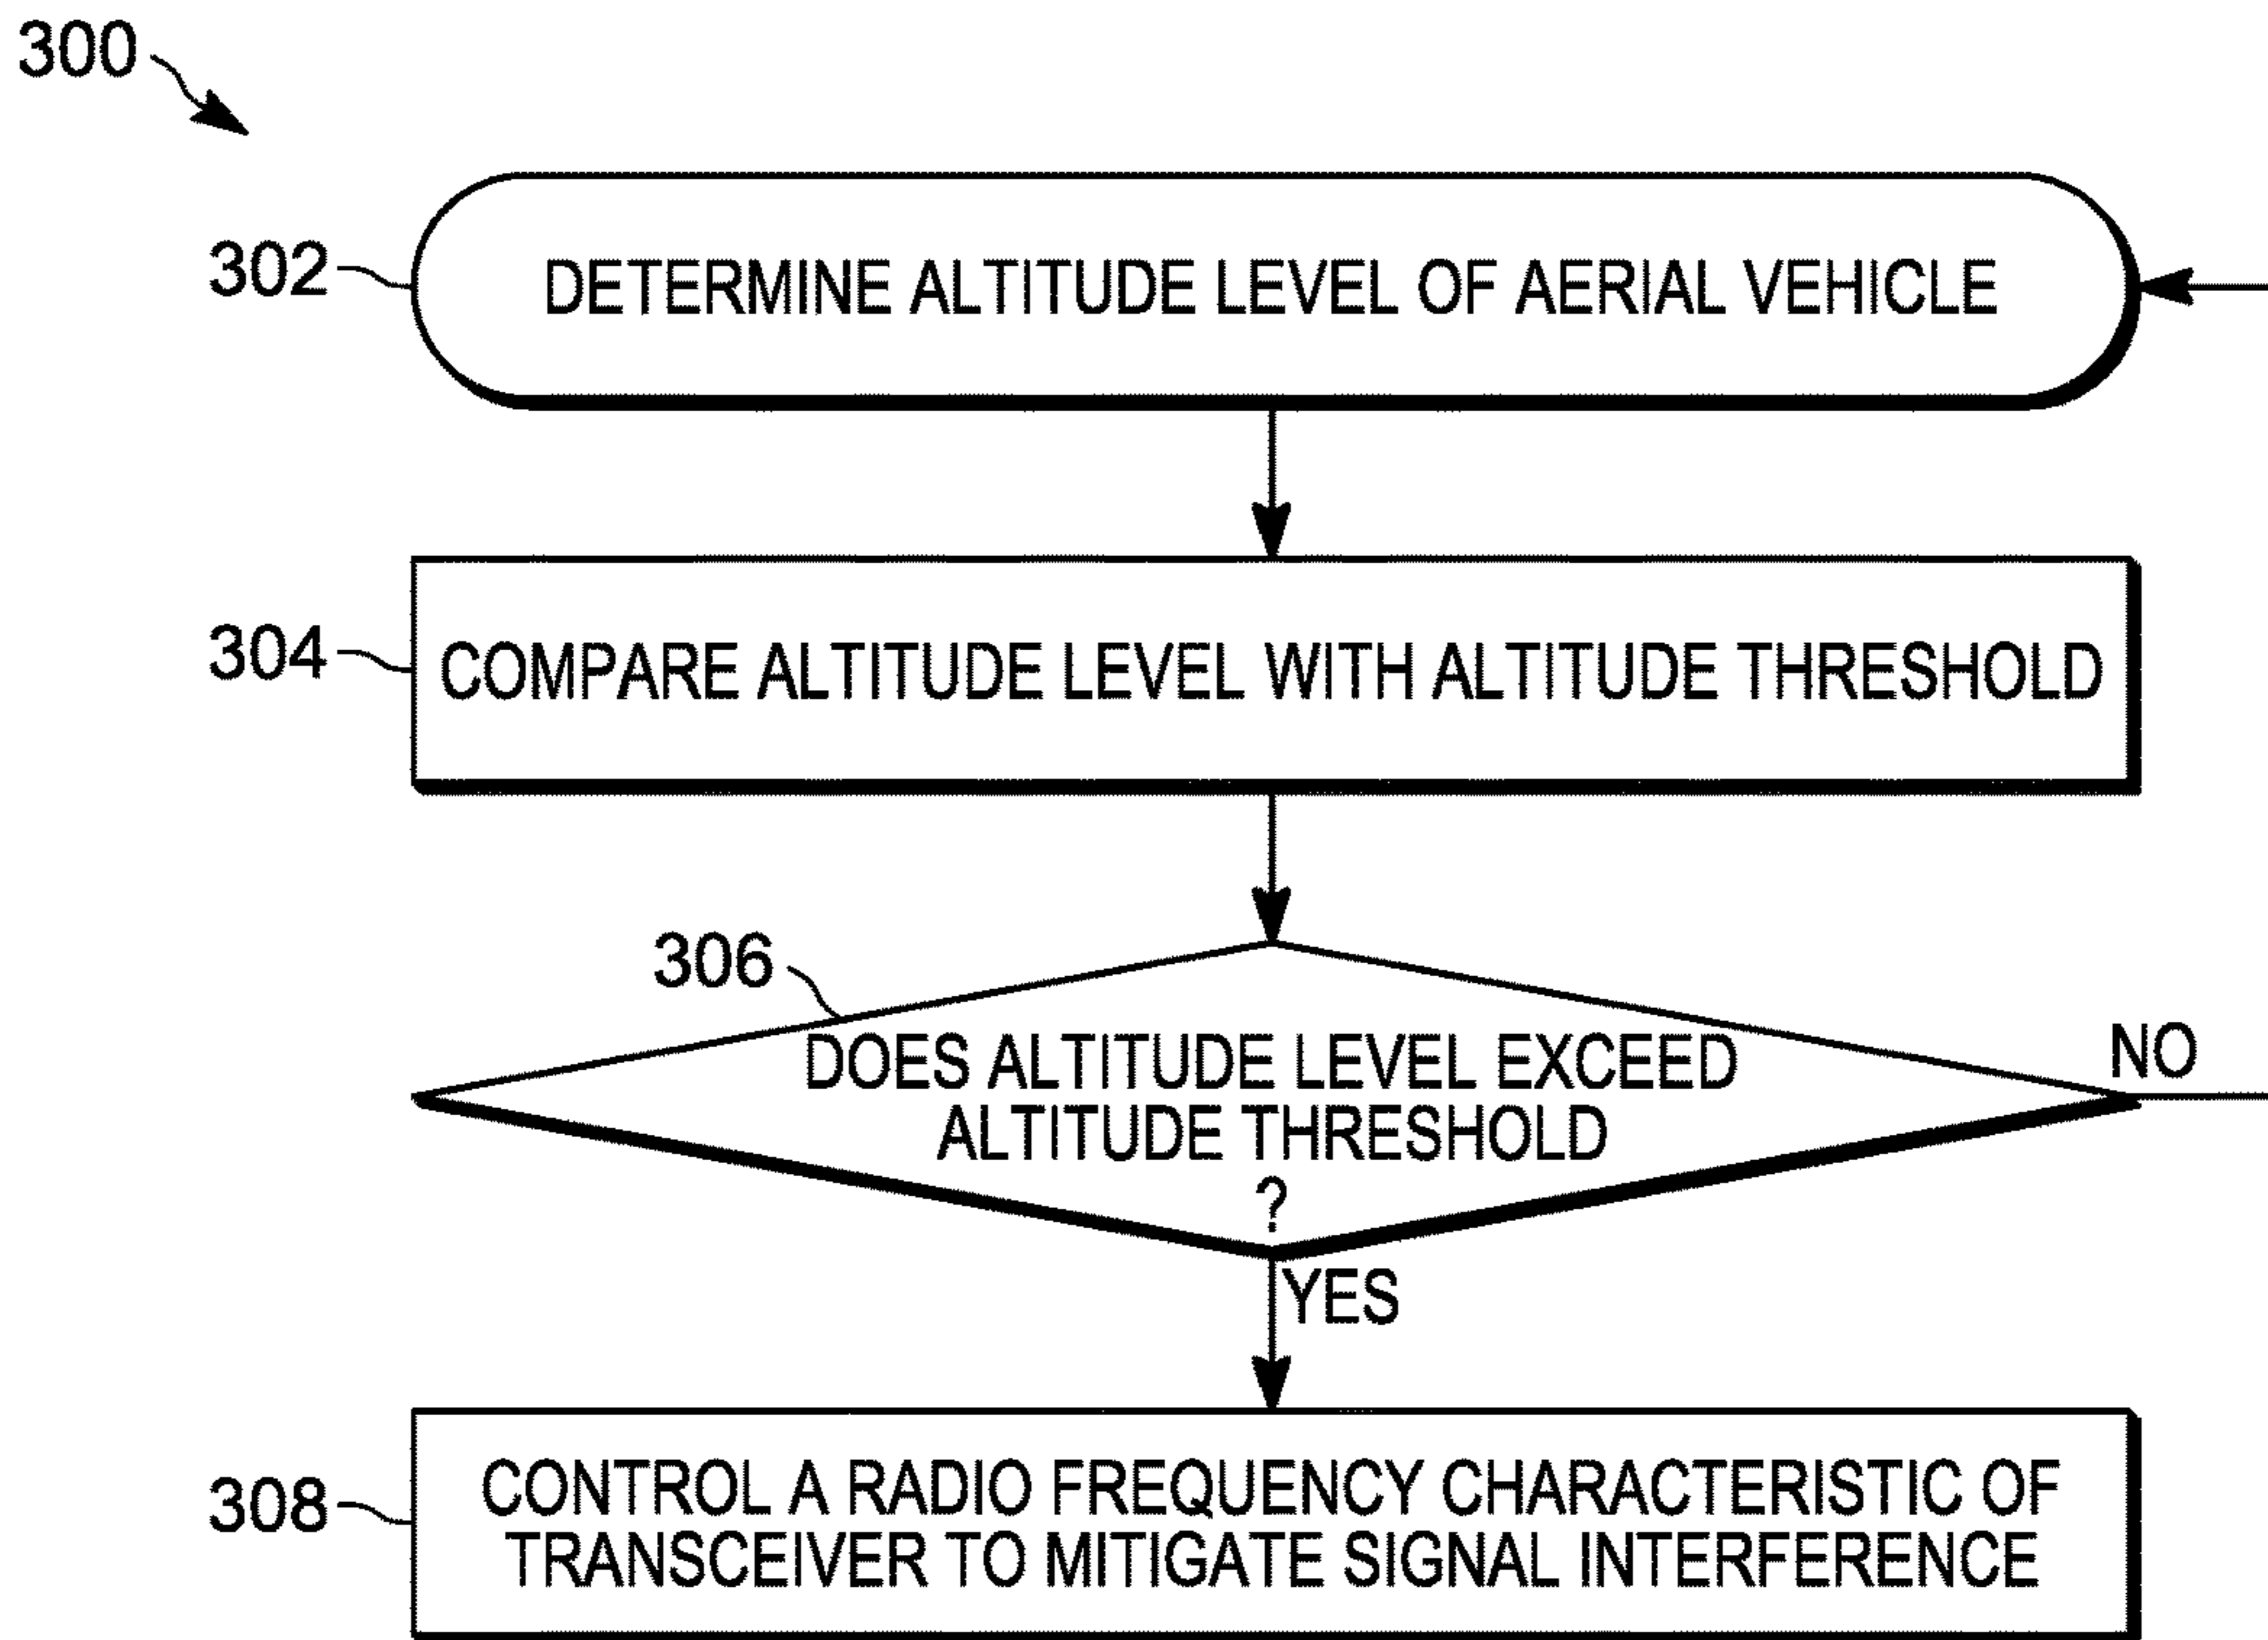 300
302
DETERMINE ALTITUDE LEVEL OF AERIAL VEHICLE
304
COMPARE ALTITUDE LEVEL WITH ALTITUDE THRESHOLD
306
DOES ALTITUDE LEVEL EXCEED
ALTITUDE THRESHOLD
?
NO
YES
308
CONTROL A RADIO FREQUENCY CHARACTERISTIC OF
TRANSCEIVER TO MITIGATE SIGNAL INTERFERENCE